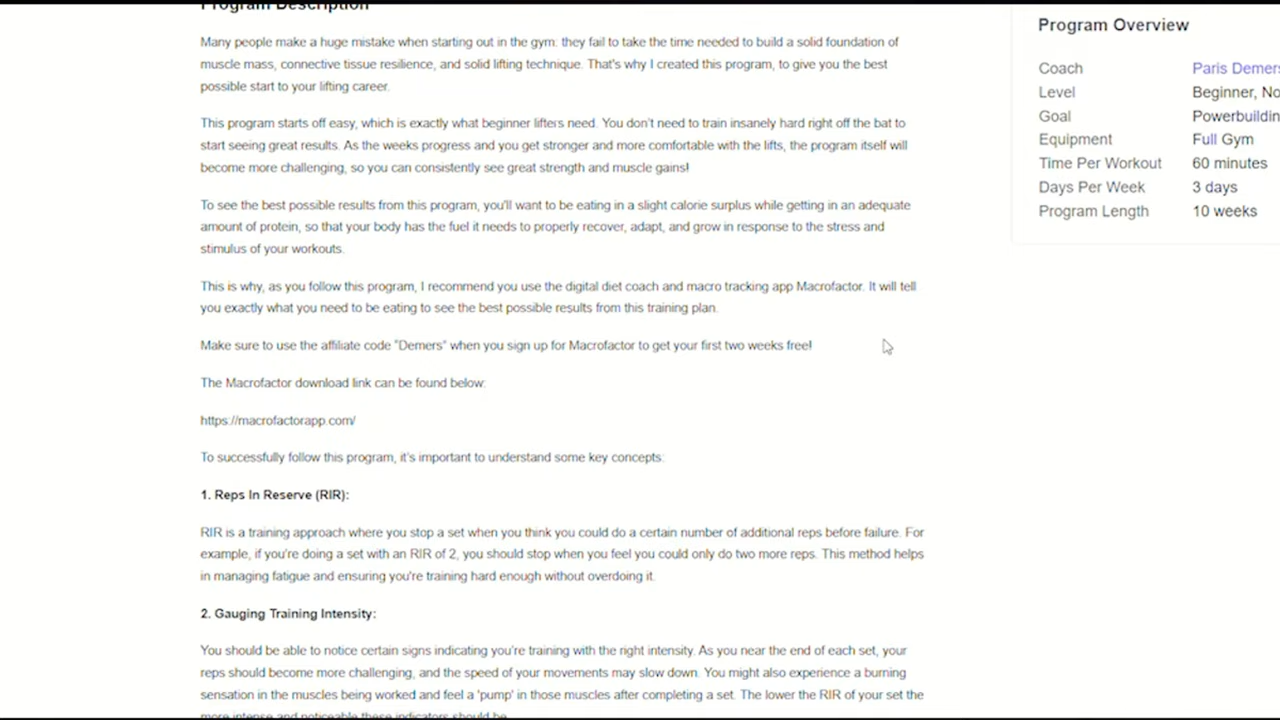 Program Description
Many people make a huge mistake when starting out in the gym: they fail to take the time needed to build a solid foundation of
muscle mass, connective tissue resilience, and solid lifting technique. That's why I created this program, to give you the best
possible start to your lifting career.
This program starts off easy, which is exactly what beginner lifters need. You don't need to train insanely hard right off the bat to
start seeing great results. As the weeks progress and you get stronger and more comfortable with the lifts, the program itself will
become more challenging, so you can consistently see great strength and muscle gains!
To see the best possible results from this program, you'll want to be eating in a slight calorie surplus while getting in an adequate
amount of protein, so that your body has the fuel it needs to properly recover, adapt, and grow in response to the stress and
stimulus of your workouts.
This is why, as you follow this program, I recommend you use the digital diet coach and macro tracking app Macrofactor. It will tell
you exactly what you need to be eating to see the best possible results from this training plan.
Make sure to use the affiliate code "Demers" when you sign up for Macrofactor to get your first two weeks free!
The Macrofactor download link can be found below:
https://macrofactorapp.com/
To successfully follow this program, it's important to understand some key concepts:
1. Reps In Reserve (RIR):
RIR is a training approach where you stop a set when you think you could do a certain number of additional reps before failure. For
example, if you're doing a set with an RIR of 2, you should stop when you feel you could only do two more reps. This method helps
in managing fatigue and ensuring you're training hard enough without overdoing it.
2. Gauging Training Intensity:
You should be able to notice certain signs indicating you're training with the right intensity. As you near the end of each set, your
reps should become more challenging, and the speed of your movements may slow down. You might also experience a burning
sensation in the muscles being worked and feel a 'pump' in those muscles after completing a set. The lower the RIR of your set the
more intense and noticeable these indicators should be.
Program Overview
Coach Paris Demers
Level Beginner, No
Goal Powerbuildin
Equipment Full Gym
Time Per Workout 60 minutes
Days Per Week 3 days
Program Length 10 weeks